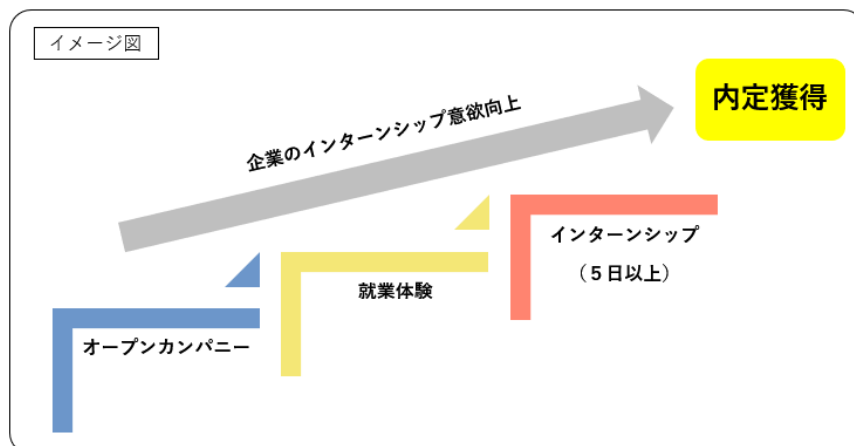 イメージ図
内定獲得
企業のインターンシップ意欲向上
インターンシップ
（５日以上）
就業体験
オープンカンパニー